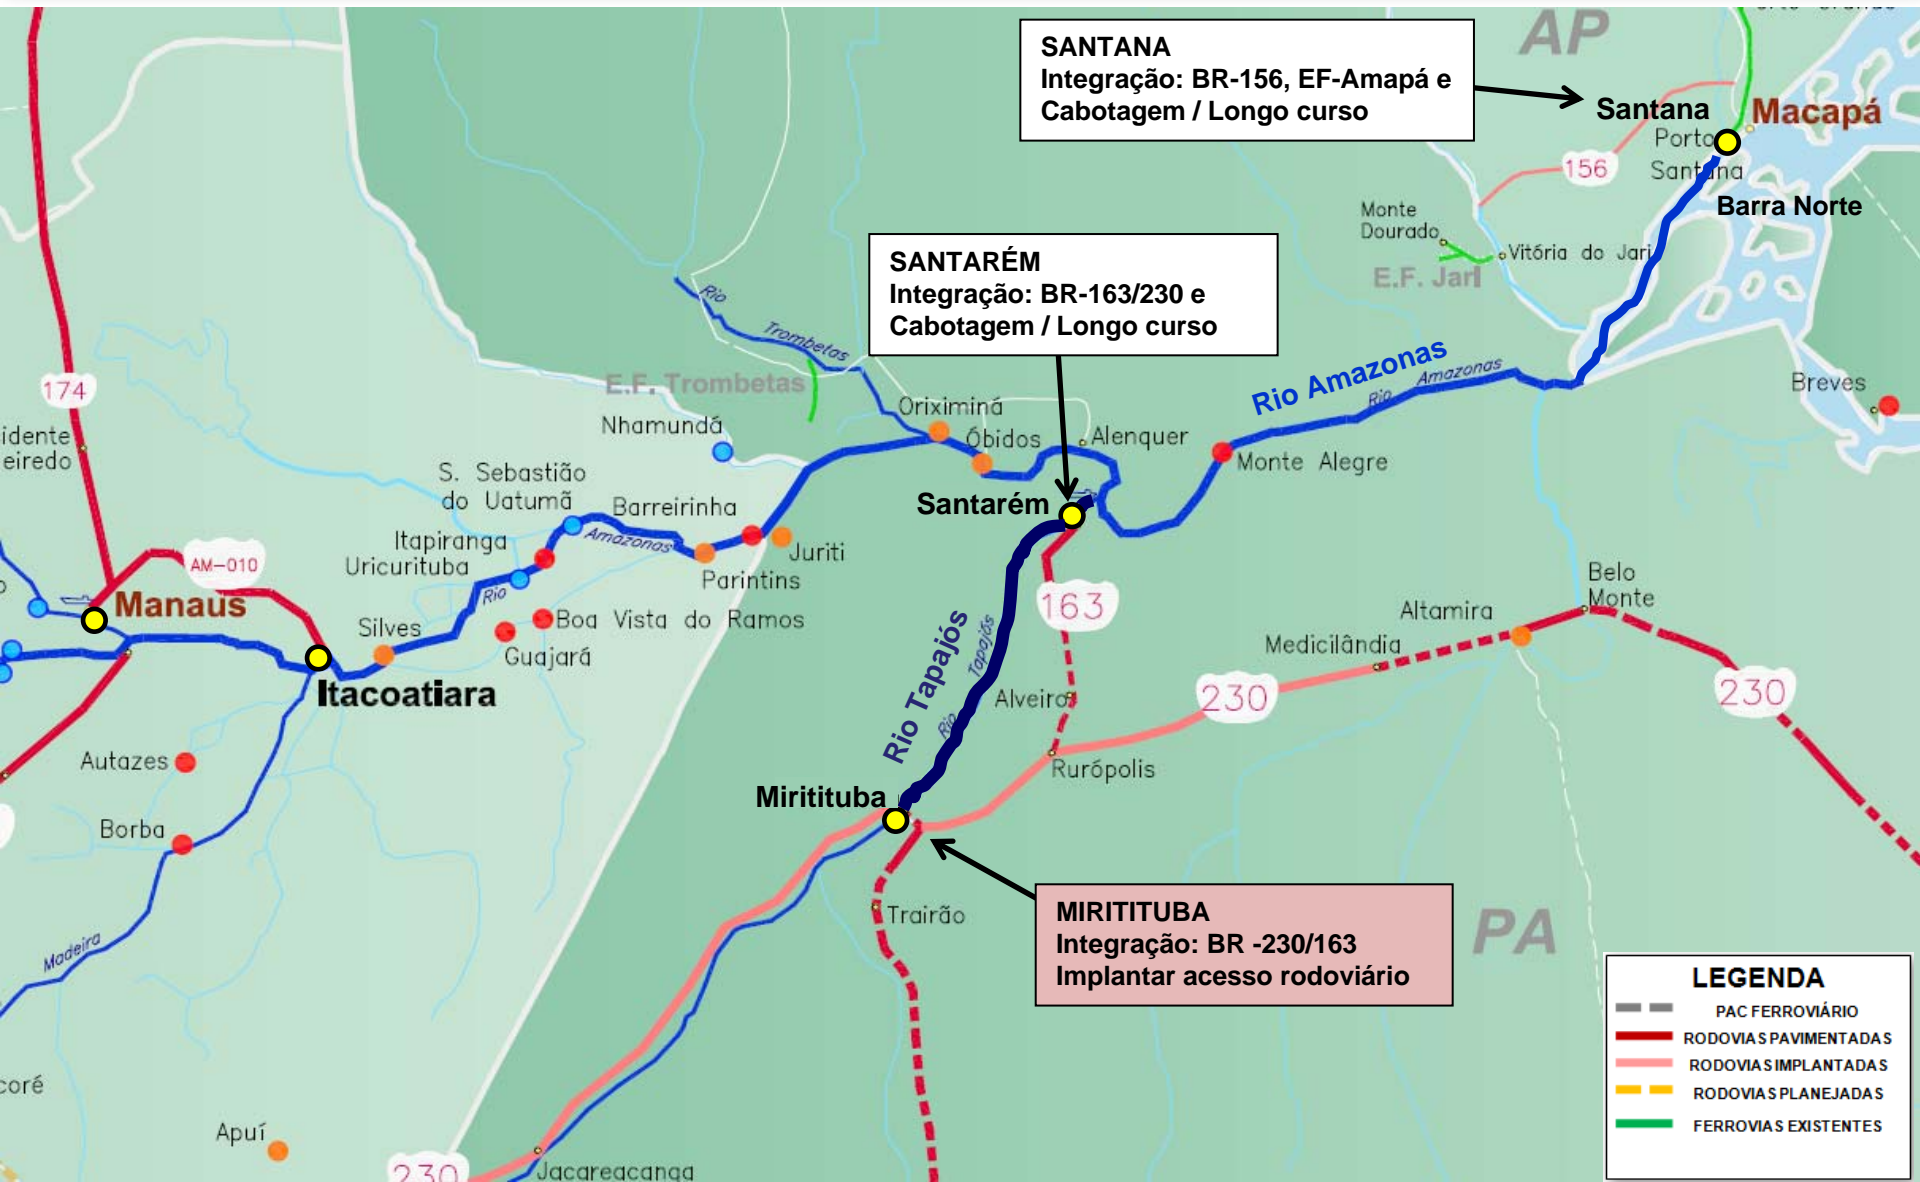 AP
SANTANA
Integração: BR-156, EF-Amapá e
Cabotagem / Longo curso
Santana
Macapá
Porto
Santana
156
Barra Norte
Monte
Dourado
Vitória do Jari
E.F. Jari
SANTARÉM
Integração: BR-163/230 e
Cabotagem / Longo curso
Rio
Trombetas
E.F. Trombetas
Rio Amazonas
Rio
Amazonas
Breves
174
Nhamundá
Oriximiná
Óbidos
Alenquer
Monte Alegre
idente
eiredo
S. Sebastião
do Uatumã
Barreirinha
Santarém
Itapiranga
Uricurituba
Amazonas
Juriti
Parintins
AM-010
Rio
Manaus
Silves
Boa Vista do Ramos
Guajará
163
Belo
Monte
Altamira
Medicilândia
Itacoatiara
Rio Tapajós
Rio
Tapajós
Alveiro
230
230
Rurópolis
Autazes
Miritituba
Borba
Trairão
MIRITITUBA
Integração: BR -230/163
Implantar acesso rodoviário
PA
Madeira
LEGENDA
PAC FERROVIÁRIO
RODOVIAS PAVIMENTADAS
RODOVIAS IMPLANTADAS
RODOVIAS PLANEJADAS
FERROVIAS EXISTENTES
coré
Apuí
230
Jacareacanga